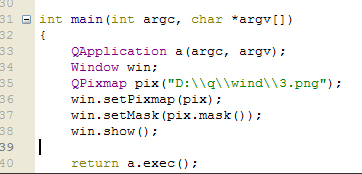 30
31 int main(int argc, char *argv[])
32 {
33 QApplication a(argc, argv);
34 Window win;
35 QPixmap pix("D:\\q\\wind\\3.png");
36 win.setPixmap(pix);
37 win.setMask(pix.mask());
38 win.show();
39
40 return a.exec();